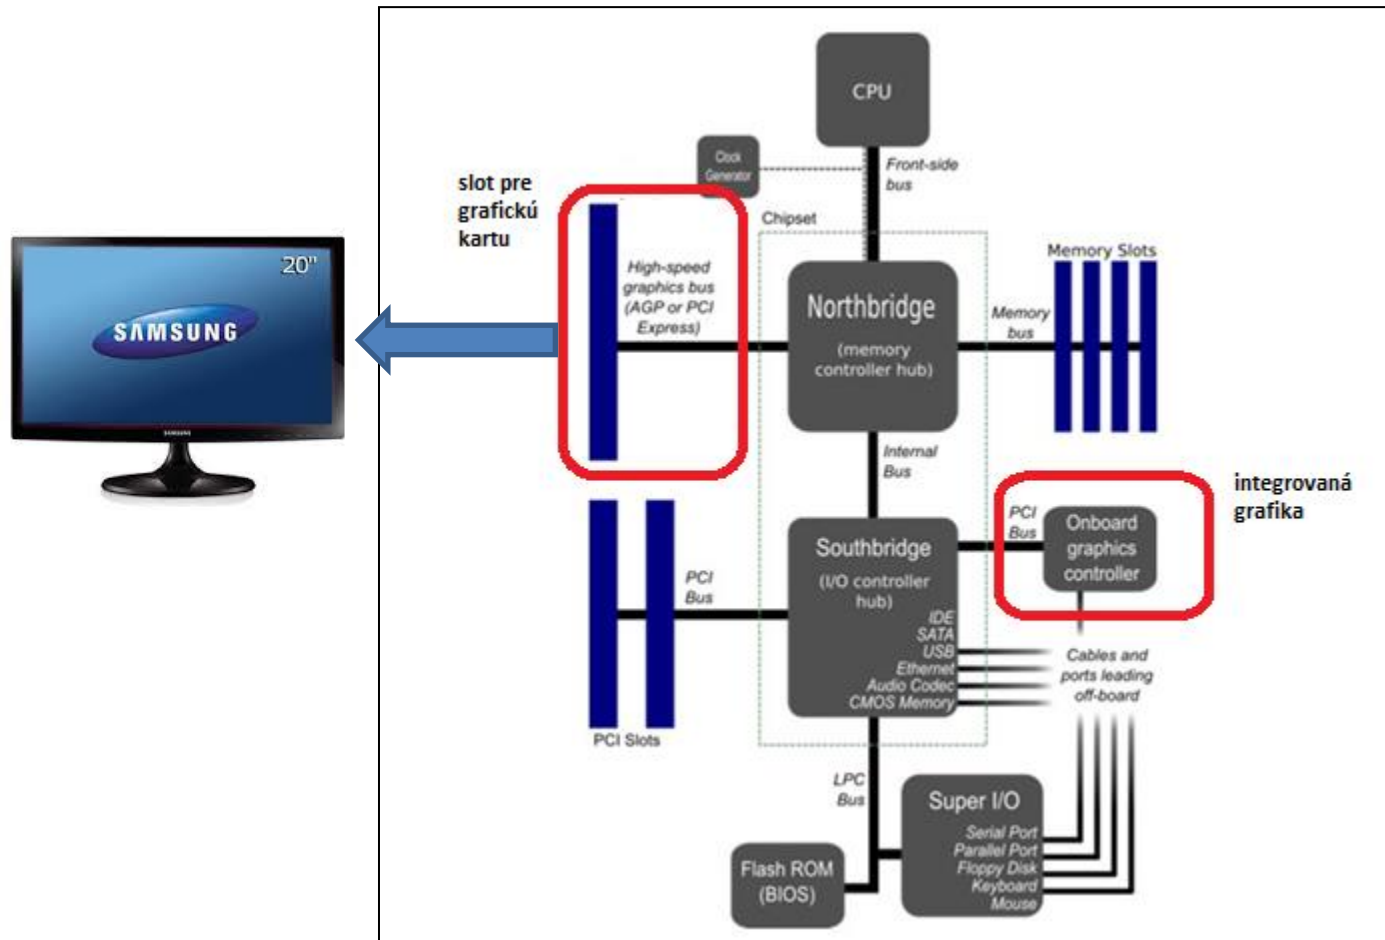 20"
SAMSUNG
SAMSUNG
slot pre
grafickú
kartu
CPU
Clock
Generator
Front-side
bus
Chipset
High-speed
graphics bus
(AGP or PCI
Express)
Northbridge
(memory
controller hub)
Memory
bus
Memory Slots
Internal
Bus
integrovaná
grafika
PCI
Bus
Onboard
graphics
controller
Southbridge
(I/O controller
hub)
IDE
SATA
USB
Ethernet
Audio Codec
CMOS Memory
PCI
Bus
PCI Slots
Cables and
ports leading
off-board
LPC
Bus
Super I/O
Serial Port
Parallel Port
Floppy Disk
Keyboard
Mouse
Flash ROM
(BIOS)